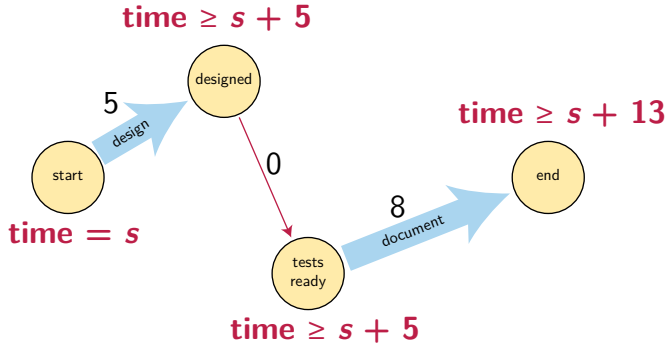 time ≥ s + 5
designed
5
design
time ≥ s + 13
start
0
end
8
document
time = s
tests
ready
time ≥ s + 5